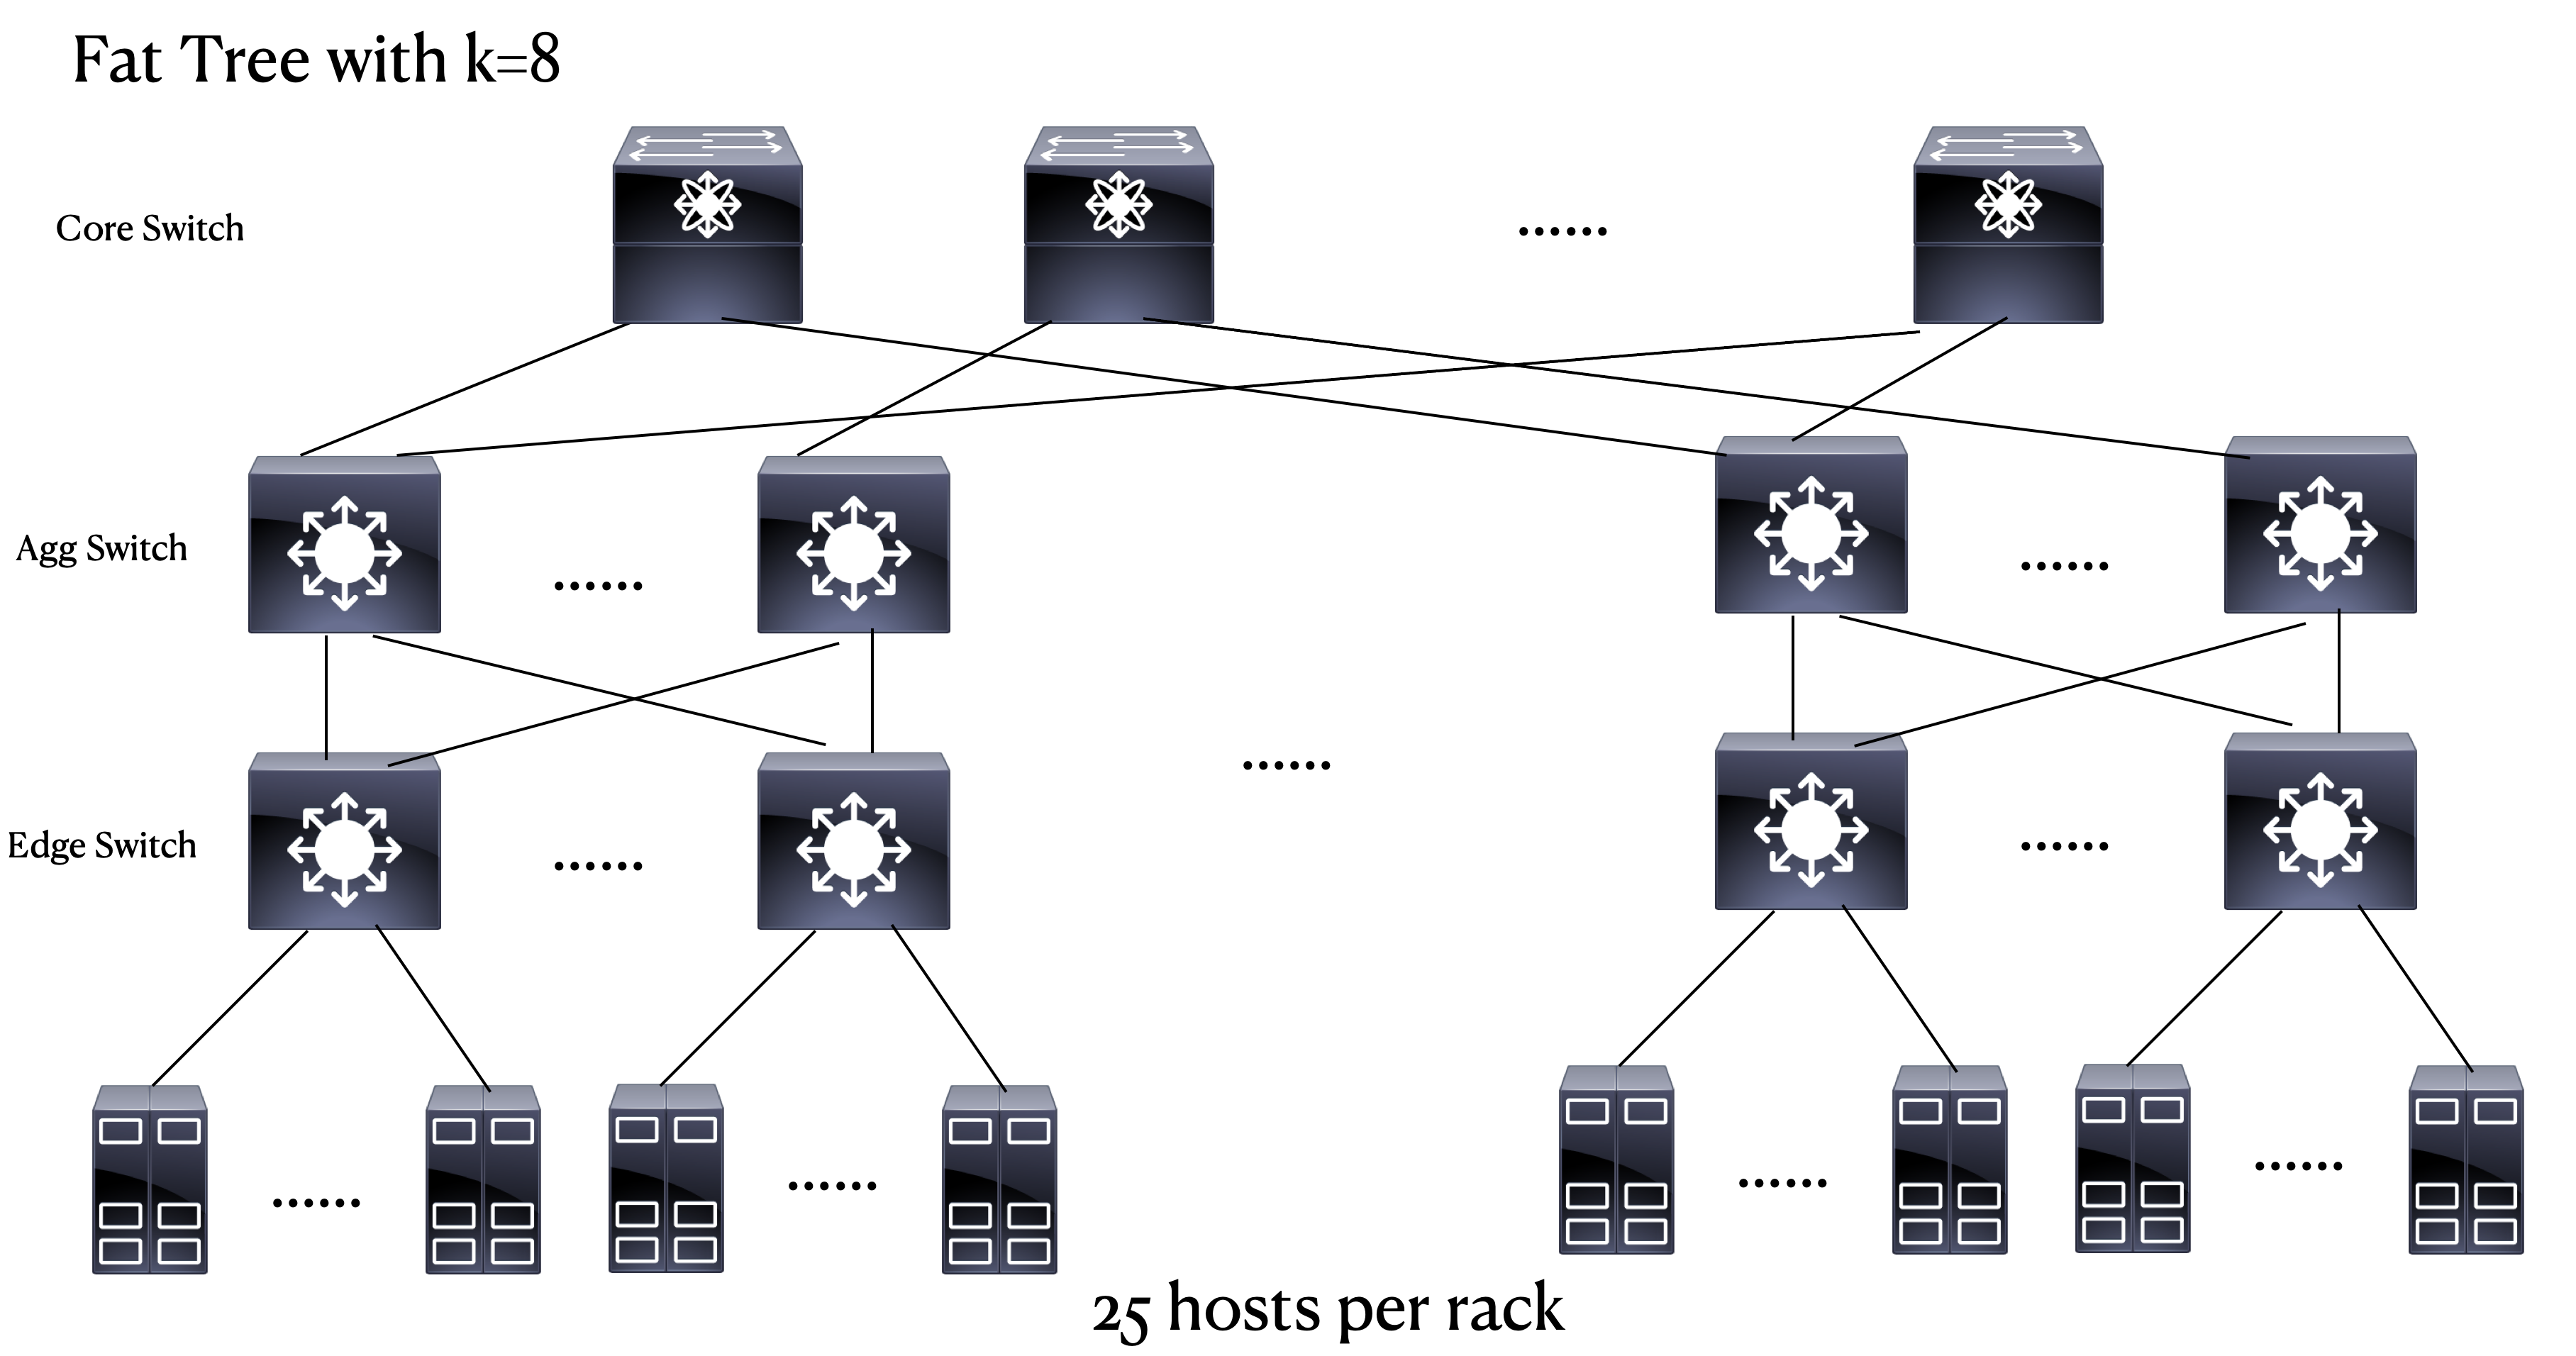 Fat Tree with k=8
Core Switch
......
Agg Switch
......
......
......
Edge Switch
......
......
......
......
......
......
25 hosts per rack